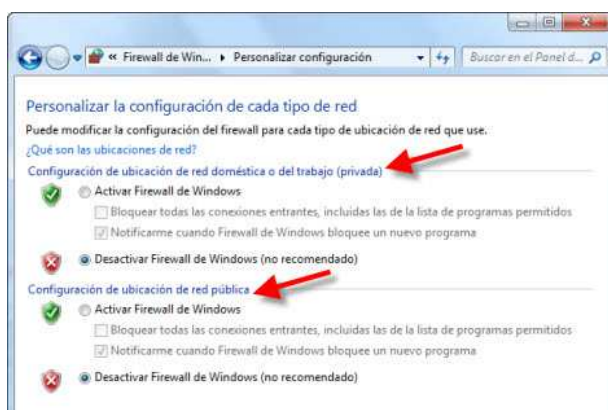 « Firewall de Win... ▸ Personalizar configuración
Buscar en el Panel d...
Personalizar la configuración de cada tipo de red
Puede modificar la configuración del firewall para cada tipo de ubicación de red que use.
¿Qué son las ubicaciones de red?
Configuración de ubicación de red doméstica o del trabajo (privada)
Activar Firewall de Windows
Bloquear todas las conexiones entrantes, incluidas las de la lista de programas permitidos
Notificarme cuando Firewall de Windows bloquee un nuevo programa
Desactivar Firewall de Windows (no recomendado)
Configuración de ubicación de red pública
Activar Firewall de Windows
Bloquear todas las conexiones entrantes, incluidas las de la lista de programas permitidos
Notificarme cuando Firewall de Windows bloquee un nuevo programa
Desactivar Firewall de Windows (no recomendado)